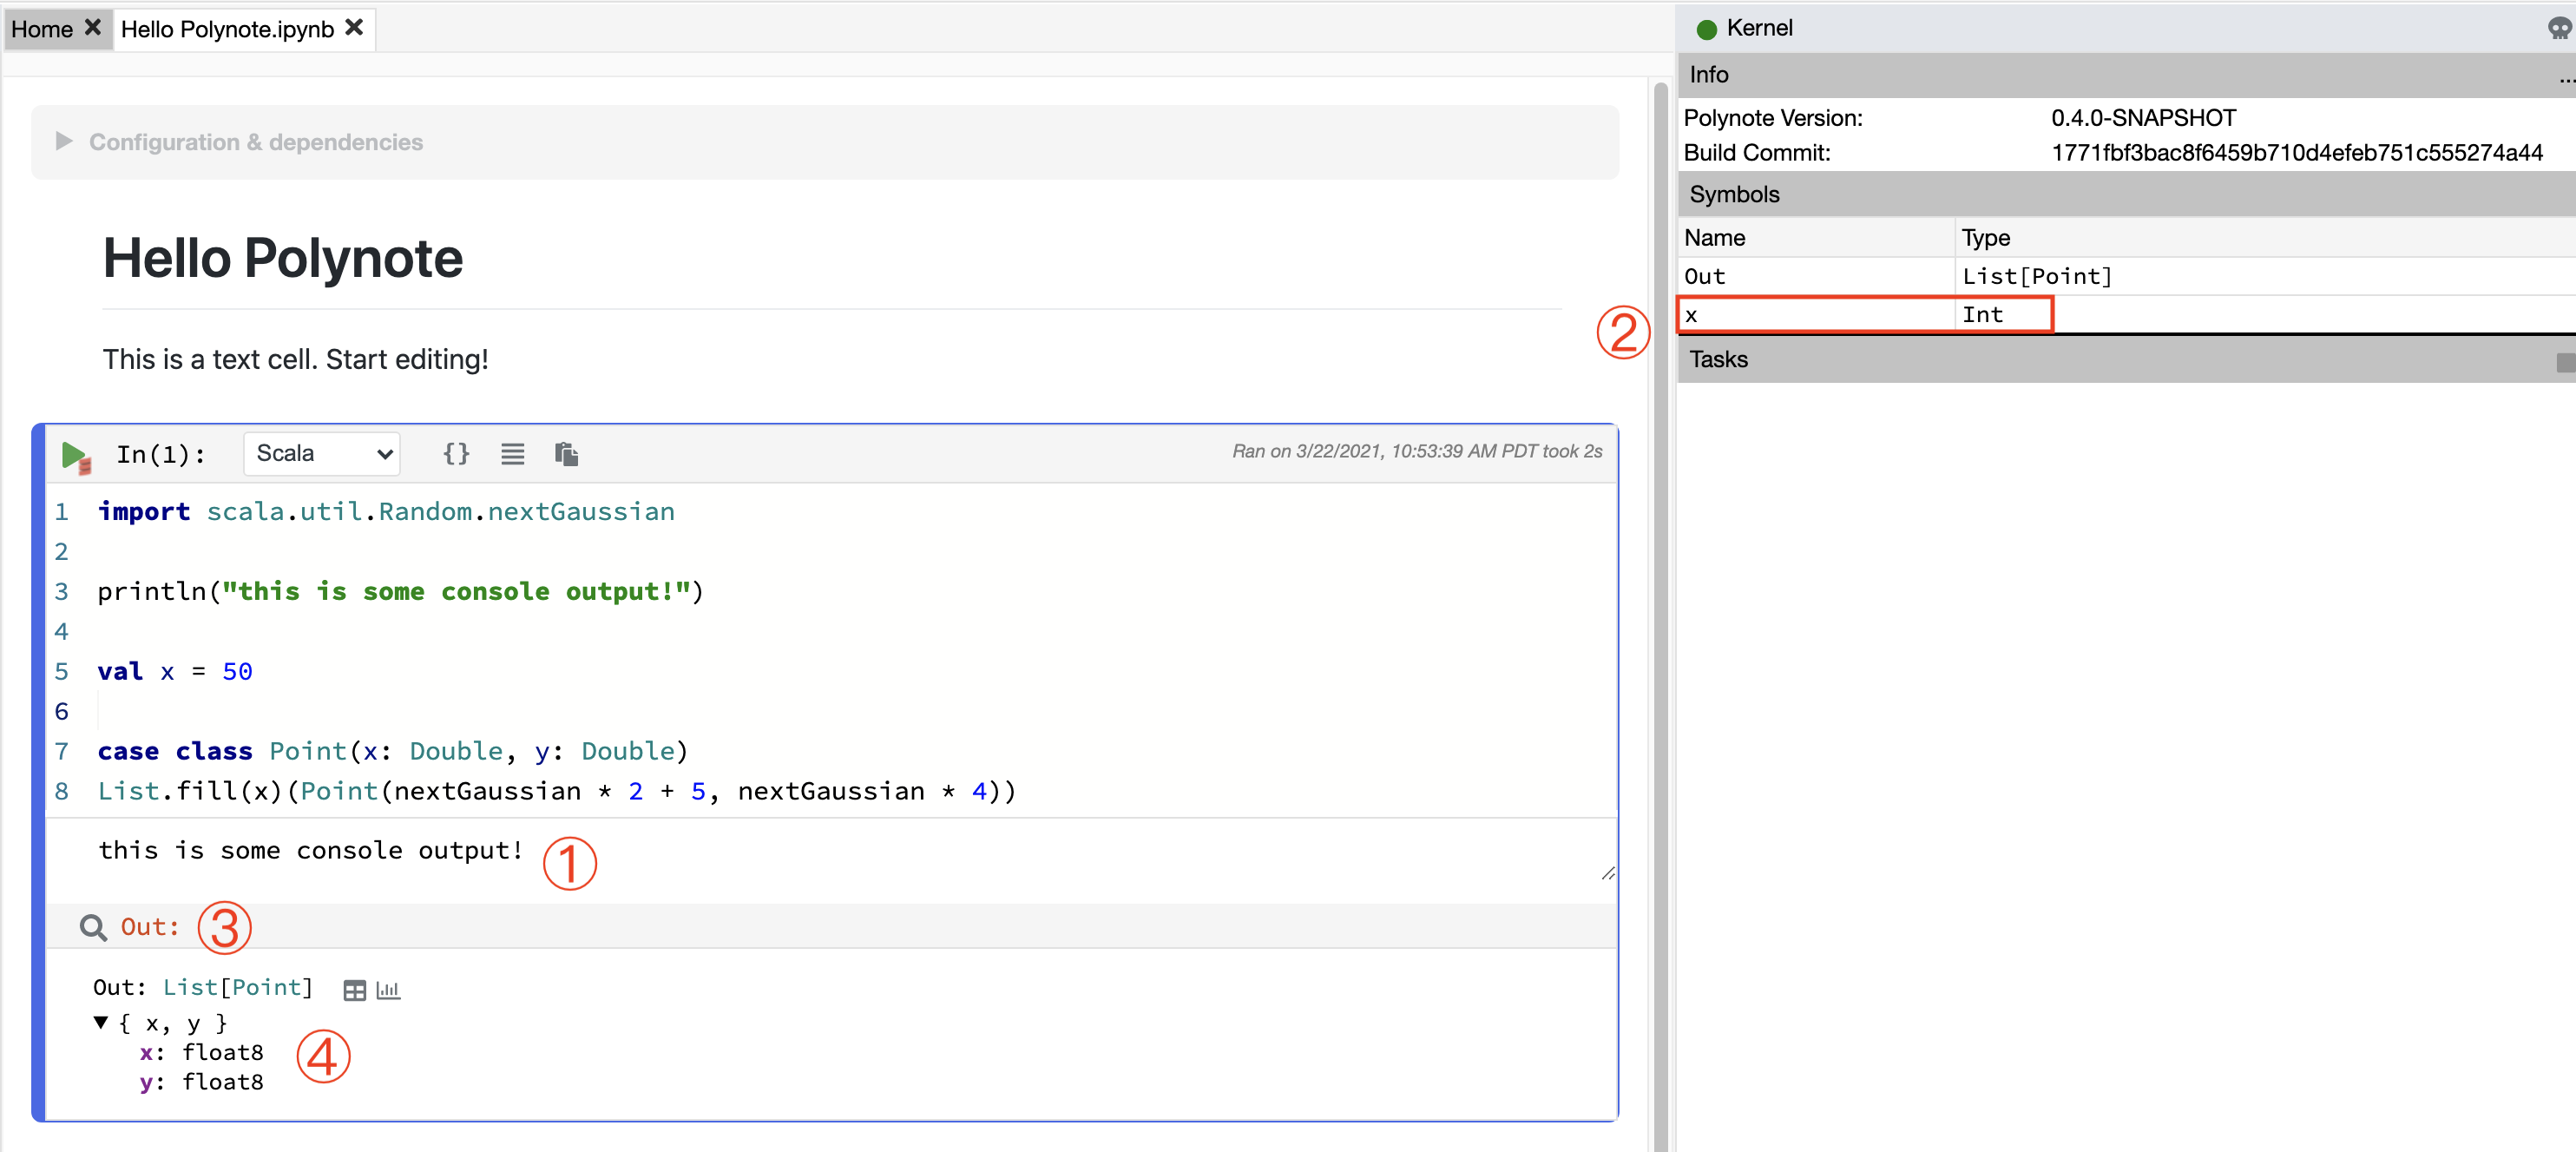 Home
Hello Polynote.ipynb
Configuration & dependencies
Hello Polynote
This is a text cell. Start editing!
In(1):
Scala
{}
Ran on 3/22/2021, 10:53:39 AM PDT took 2s
1 import scala.util.Random.nextGaussian
2
3 println("this is some console output!")
4
5 val x = 50
6
7 case class Point(x: Double, y: Double)
8 List.fill(x)(Point(nextGaussian * 2 + 5, nextGaussian * 4))
this is some console output! ①
Out: ③
Out: List[Point]
{ x, y }
x: float8 ④
y: float8
②
Kernel
Info ...
Polynote Version: 0.4.0-SNAPSHOT
Build Commit: 1771fbf3bac8f6459b710d4efeb751c555274a44
Symbols
Name Type
Out List[Point]
x Int
Tasks